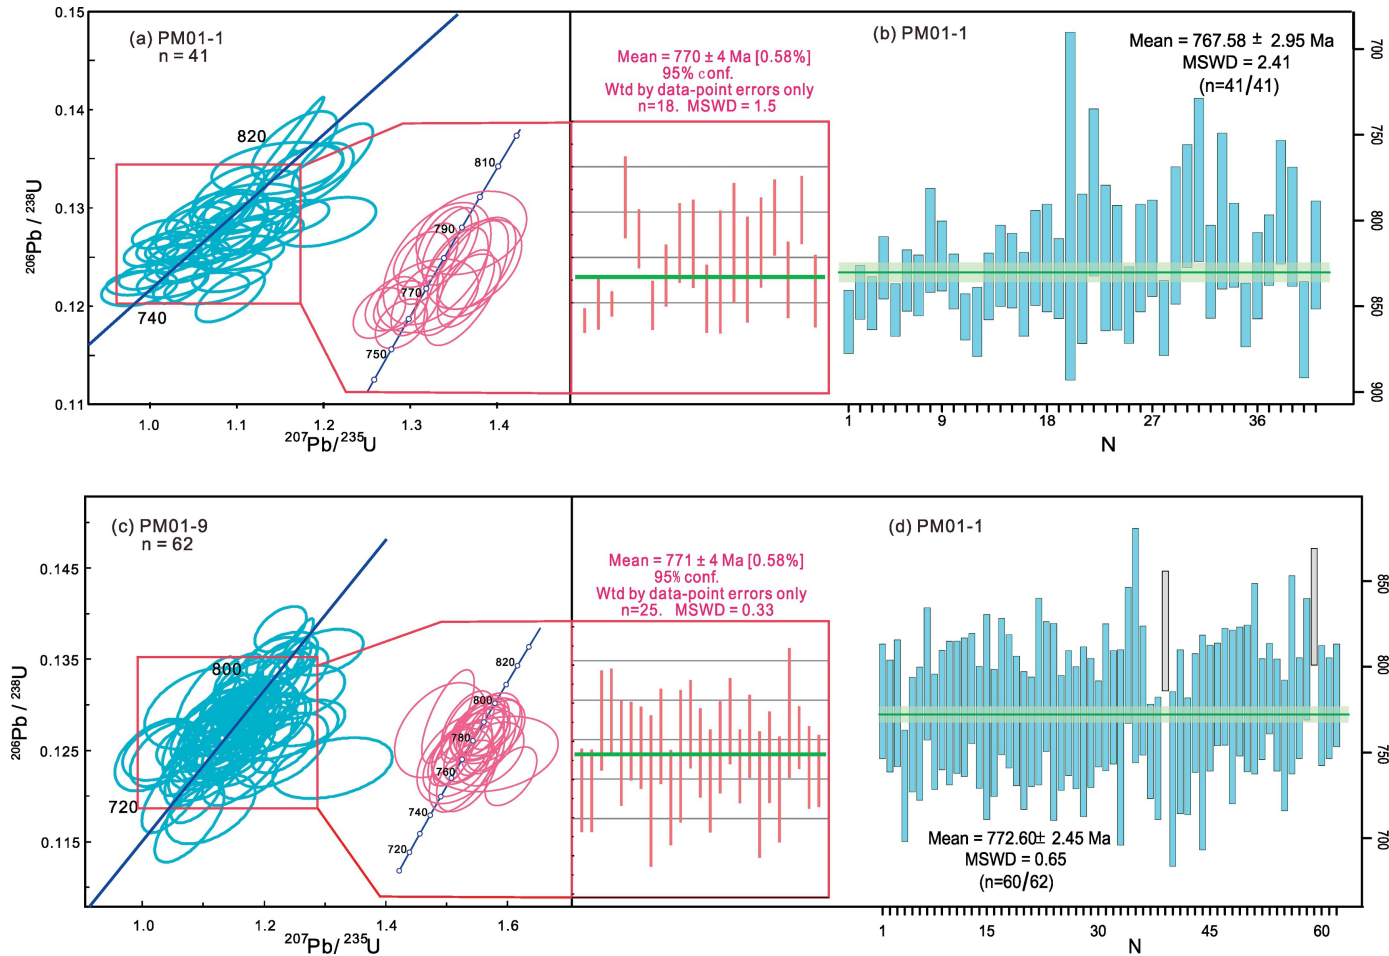 (a) PM01-1
n = 41
0.15
0.14
0.13
0.12
0.11
206Pb / 238U
820
740
1.0
1.1
1.2
1.3
1.4
207Pb/ 235U
810
790
770
750
Mean = 770 ± 4 Ma [0.58%]
95% conf.
Wtd by data-point errors only
n=18. MSWD = 1.5
(b) PM01-1
Mean = 767.58 ± 2.95 Ma
MSWD = 2.41
(n=41/41)
700
750
800
850
900
1
9
18
27
36
N
(c) PM01-9
n = 62
0.145
0.135
0.125
0.115
206Pb / 238U
800
720
1.0
1.2
1.4
1.6
207Pb/ 235U
820
800
780
760
740
720
Mean = 771 ± 4 Ma [0.58%]
95% conf.
Wtd by data-point errors only
n=25. MSWD = 0.33
(d) PM01-1
850
800
750
700
Mean = 772.60± 2.45 Ma
MSWD = 0.65
(n=60/62)
1
15
30
45
60
N